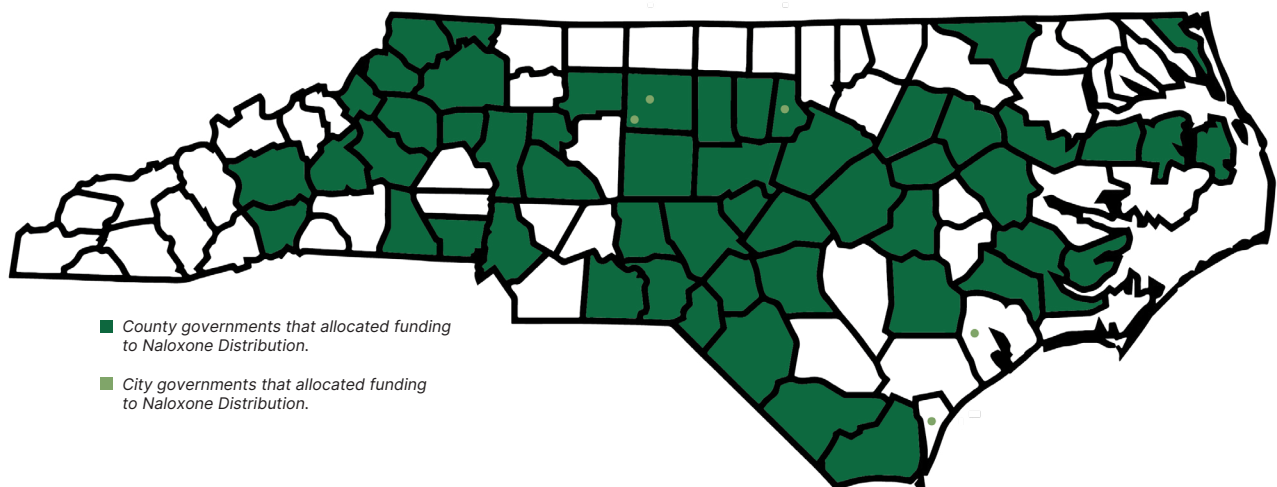 County governments that allocated funding
to Naloxone Distribution.
City governments that allocated funding
to Naloxone Distribution.